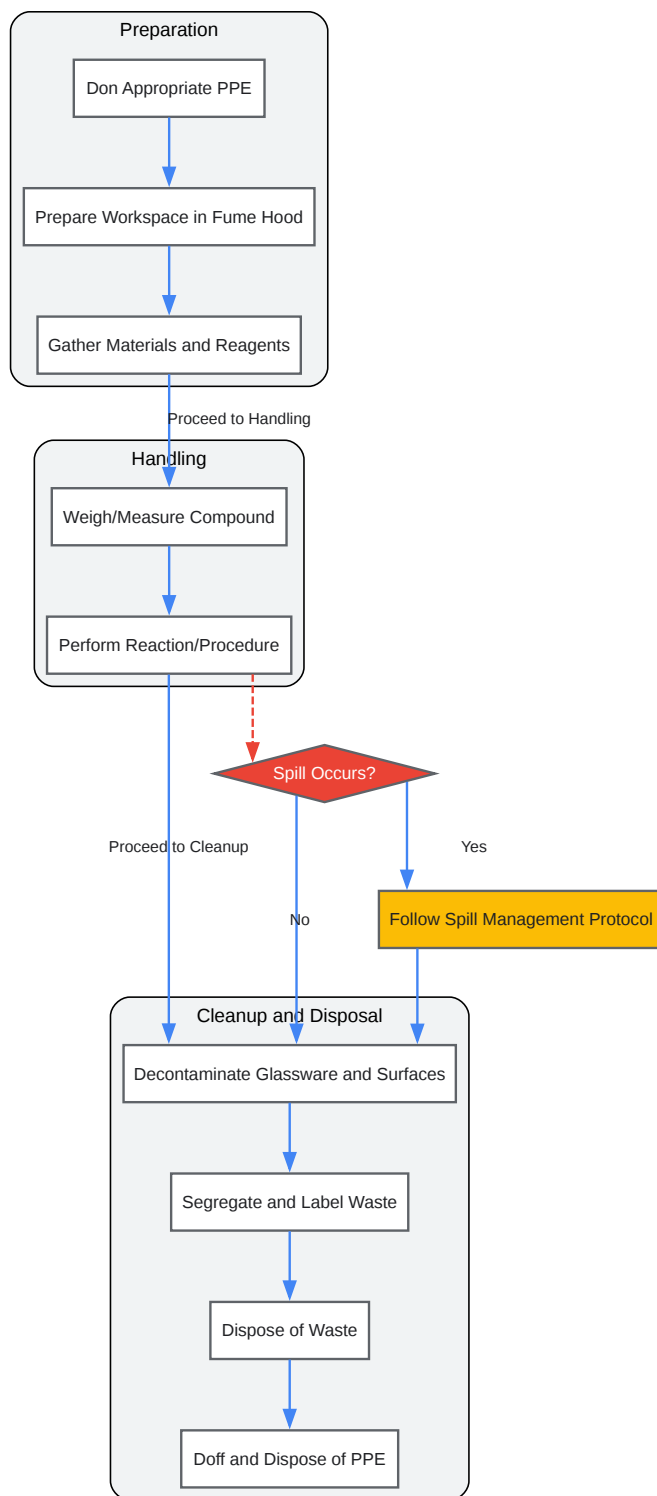 Preparation
Don Appropriate PPE
Prepare Workspace in Fume Hood
Gather Materials and Reagents
Proceed to Handling
Handling
Weigh/Measure Compound
Perform Reaction/Procedure
Spill Occurs?
Proceed to Cleanup
Yes
No
Follow Spill Management Protocol
Cleanup and Disposal
Decontaminate Glassware and Surfaces
Segregate and Label Waste
Dispose of Waste
Doff and Dispose of PPE